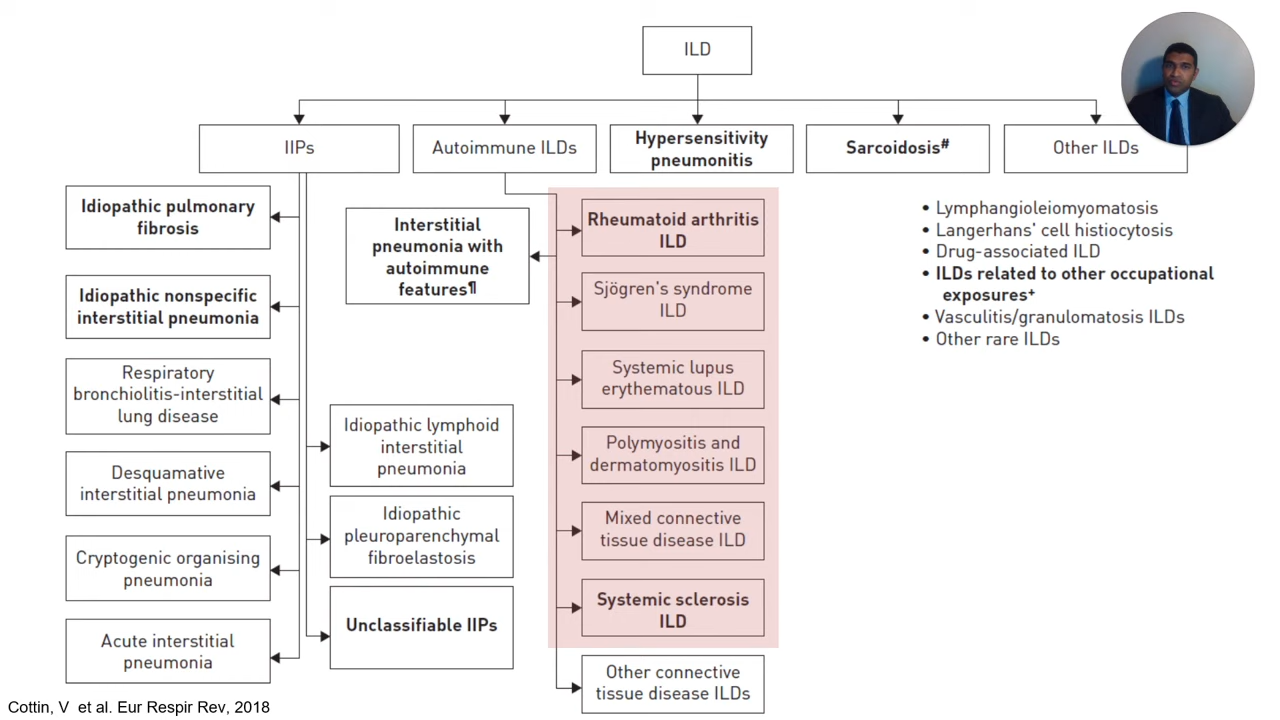 ILD
IIPs
Autoimmune ILDs
Hypersensitivity
pneumonitis
Sarcoidosis#
Other ILDs
Idiopathic pulmonary
fibrosis
Idiopathic nonspecific
interstitial pneumonia
Respiratory
bronchiolitis-interstitial
lung disease
Desquamative
interstitial pneumonia
Cryptogenic organising
pneumonia
Acute interstitial
pneumonia
Idiopathic lymphoid
interstitial
pneumonia
Idiopathic
pleuroparenchymal
fibroelastosis
Unclassifiable IIPs
Interstitial
pneumonia with
autoimmune
features¶
Rheumatoid arthritis
ILD
Sjögren's syndrome
ILD
Systemic lupus
erythematous ILD
Polymyositis and
dermatomyositis ILD
Mixed connective
tissue disease ILD
Systemic sclerosis
ILD
Other connective
tissue disease ILDs
• Lymphangioleiomyomatosis
• Langerhans' cell histiocytosis
• Drug-associated ILD
• ILDs related to other occupational
exposures+
• Vasculitis/granulomatosis ILDs
• Other rare ILDs
Cottin, V et al. Eur Respir Rev, 2018